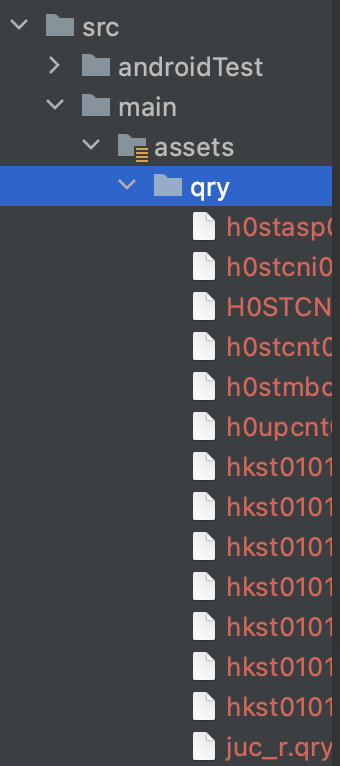 src
androidTest
main
assets
qry
h0stasp0
h0stcni0
H0STCN
h0stcnt0
h0stmbc
h0upcnt
hkst0101
hkst0101
hkst0101
hkst0101
hkst0101
hkst0101
hkst0101
juc_r.qry